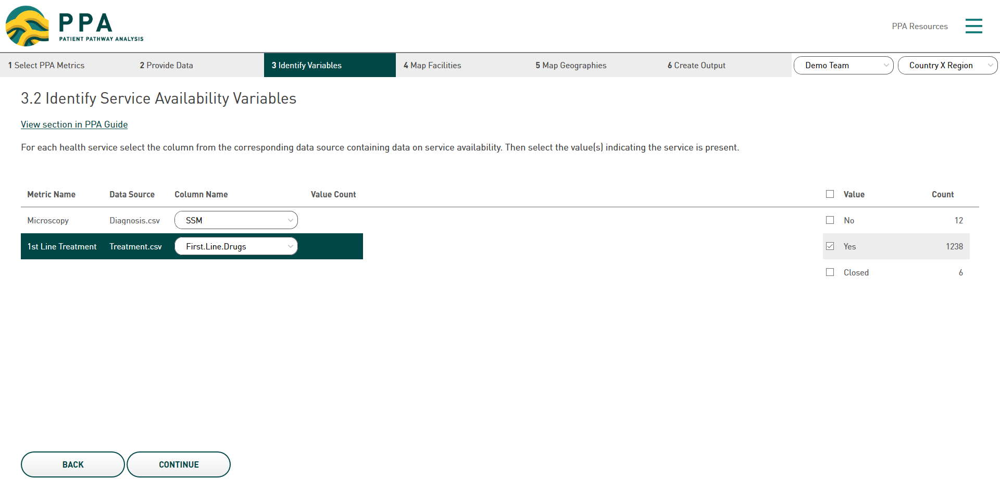 PPA
PATIENT PATHWAY ANALYSIS
PPA Resources
1 Select PPA Metrics
2 Provide Data
3 Identify Variables
4 Map Facilities
5 Map Geographies
6 Create Output
Demo Team
Country X Region
3.2 Identify Service Availability Variables
View section in PPA Guide
For each health service select the column from the corresponding data source containing data on service availability. Then select the value(s) indicating the service is present.
Metric Name Data Source Column Name Value Count Value Count
Microscopy Diagnosis.csv SSM No 12
1st Line Treatment Treatment.csv First.Line.Drugs Yes 1238
Closed 6
BACK CONTINUE